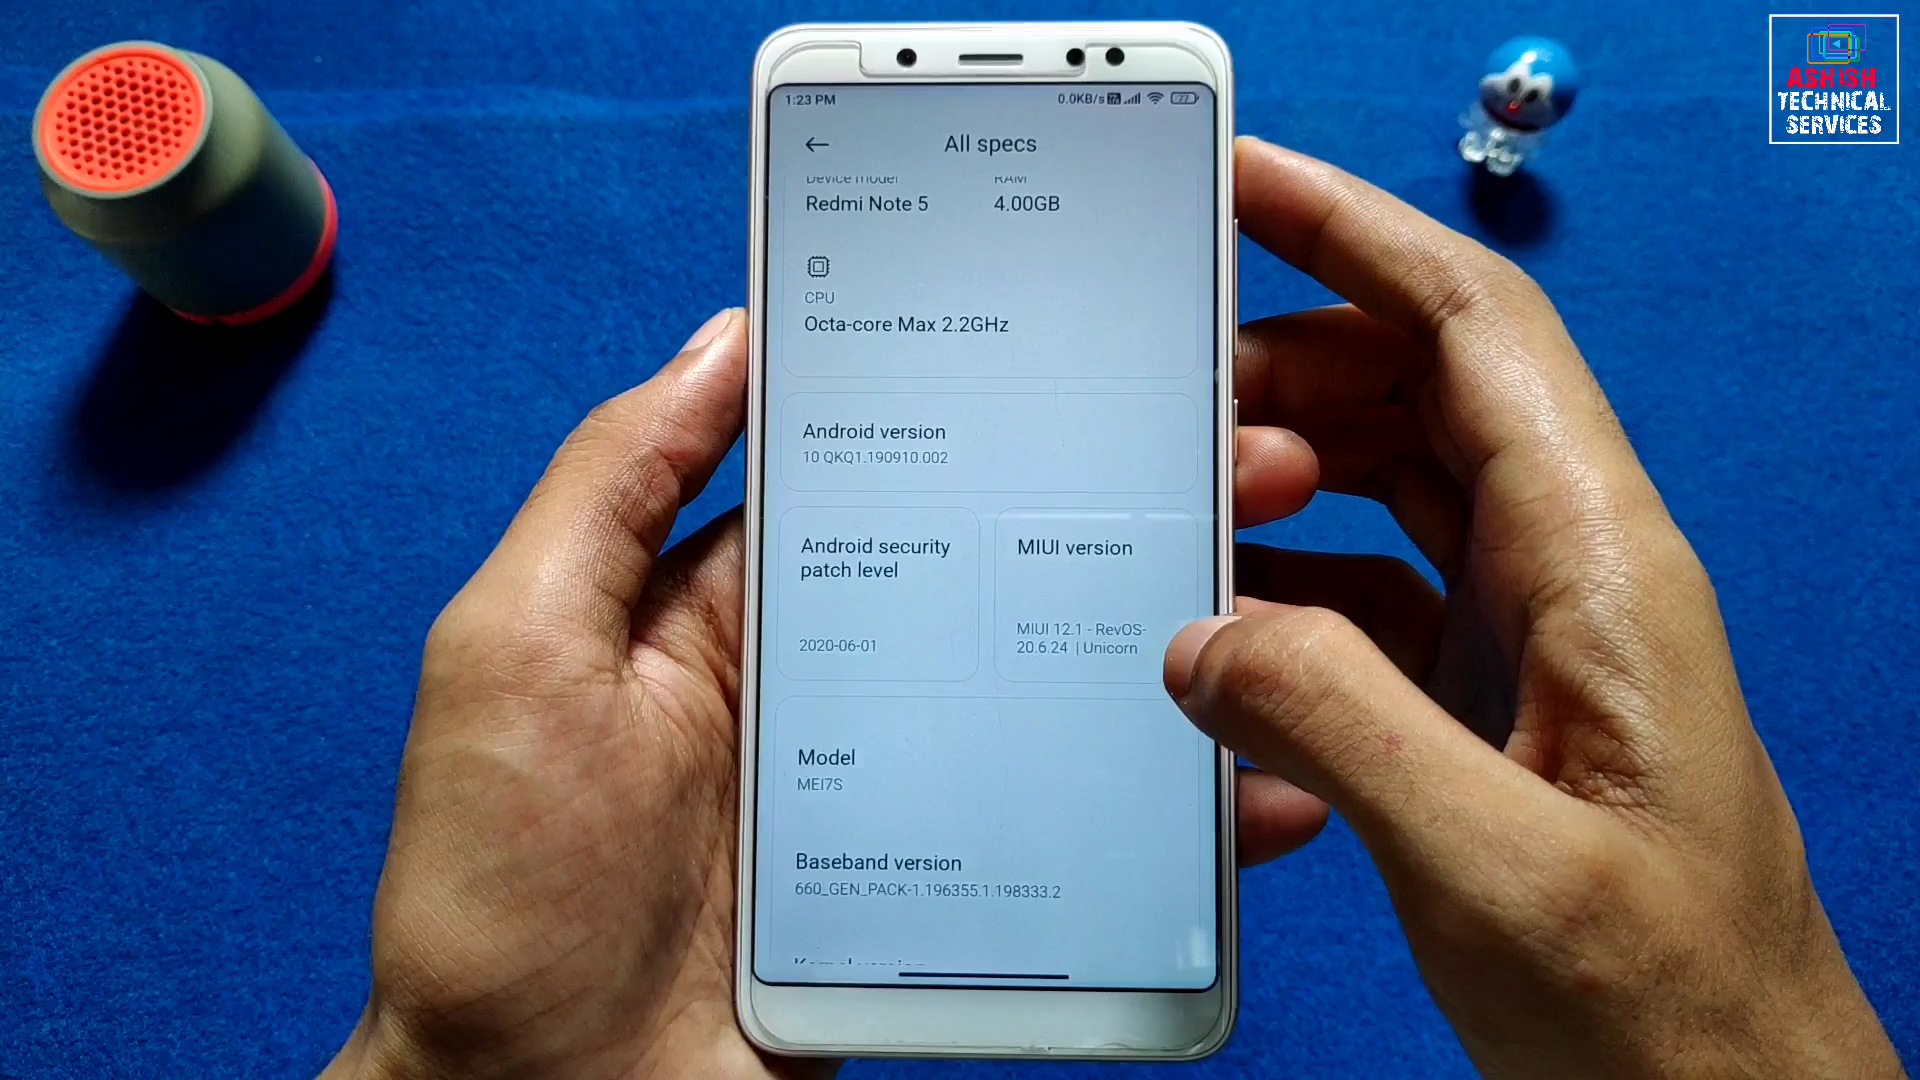 ASHISH
TECHNICAL
SERVICES
1:23 PM
0.0KB/s
77
All specs
Device model
RAM
Redmi Note 5
4.00GB
CPU
Octa-core Max 2.2GHz
Android version
10 QKQ1.190910.002
Android security
patch level
2020-06-01
MIUI version
MIUI 12.1 - RevOS-
20.6.24 | Unicorn
Model
MEI7S
Baseband version
660_GEN_PACK-1.196355.1.198333.2
Kernel version